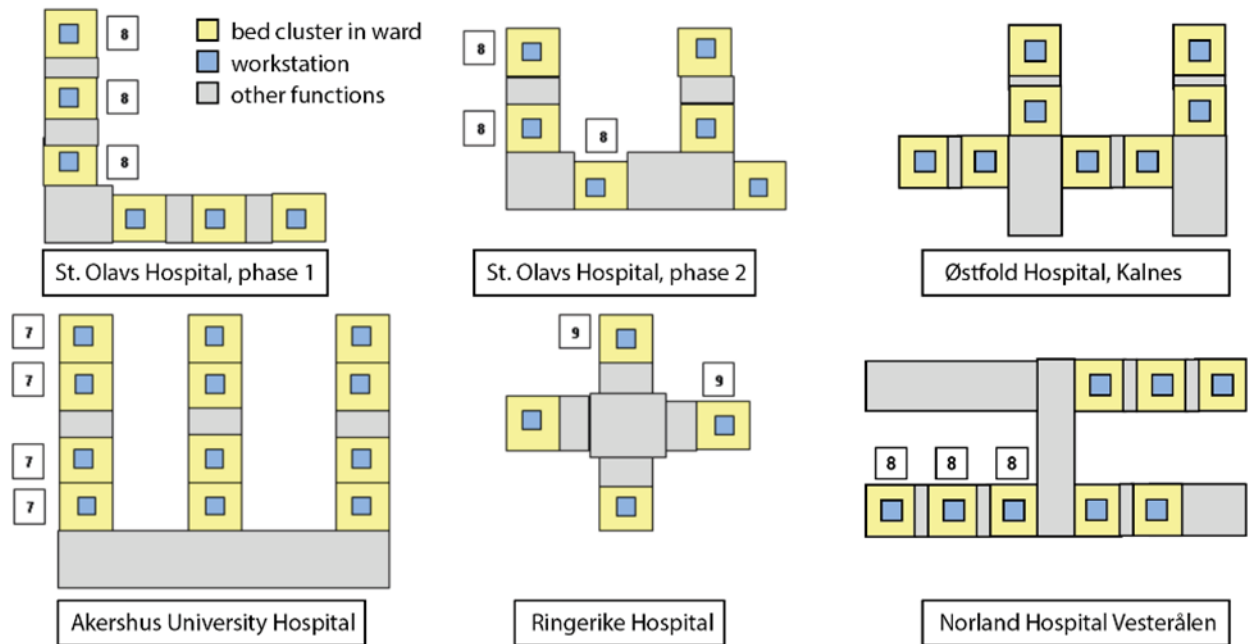 8
8
8
bed cluster in ward
workstation
other functions
St. Olavs Hospital, phase 1
8
8
8
St. Olavs Hospital, phase 2
Østfold Hospital, Kalnes
7
7
7
7
Akershus University Hospital
9
9
Ringerike Hospital
8 8 8
Norland Hospital Vesterålen